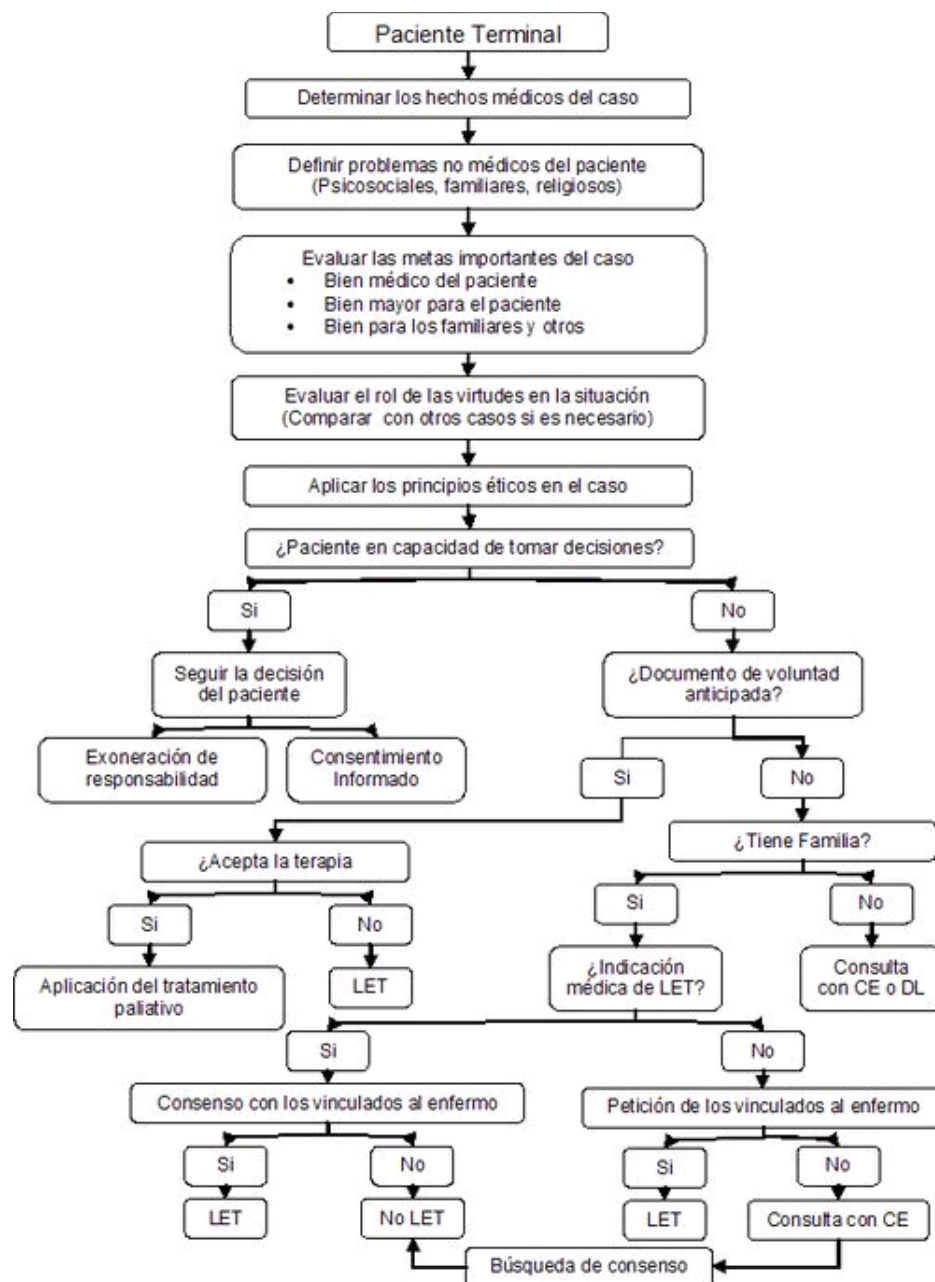 Paciente Terminal
Determinar los hechos médicos del caso
Definir problemas no médicos del paciente
(Psicosociales, familiares, religiosos)
Evaluar las metas importantes del caso
• Bien médico del paciente
• Bien mayor para el paciente
• Bien para los familiares y otros
Evaluar el rol de las virtudes en la situación
(Comparar con otros casos si es necesario)
Aplicar los principios éticos en el caso
¿Paciente en capacidad de tomar decisiones?
Si
No
Seguir la decisión
del paciente
¿Documento de voluntad
anticipada?
Exoneración de
responsabilidad
Consentimiento
Informado
Si
No
¿Acepta la terapia
¿Tiene Familia?
Si
No
Si
No
Aplicación del tratamiento
paliativo
LET
¿Indicación
médica de LET?
Consulta
con CE o DL
Si
No
Consenso con los vinculados al enfermo
Petición de los vinculados al enfermo
Si
No
Si
No
LET
No LET
LET
Consulta con CE
Búsqueda de consenso